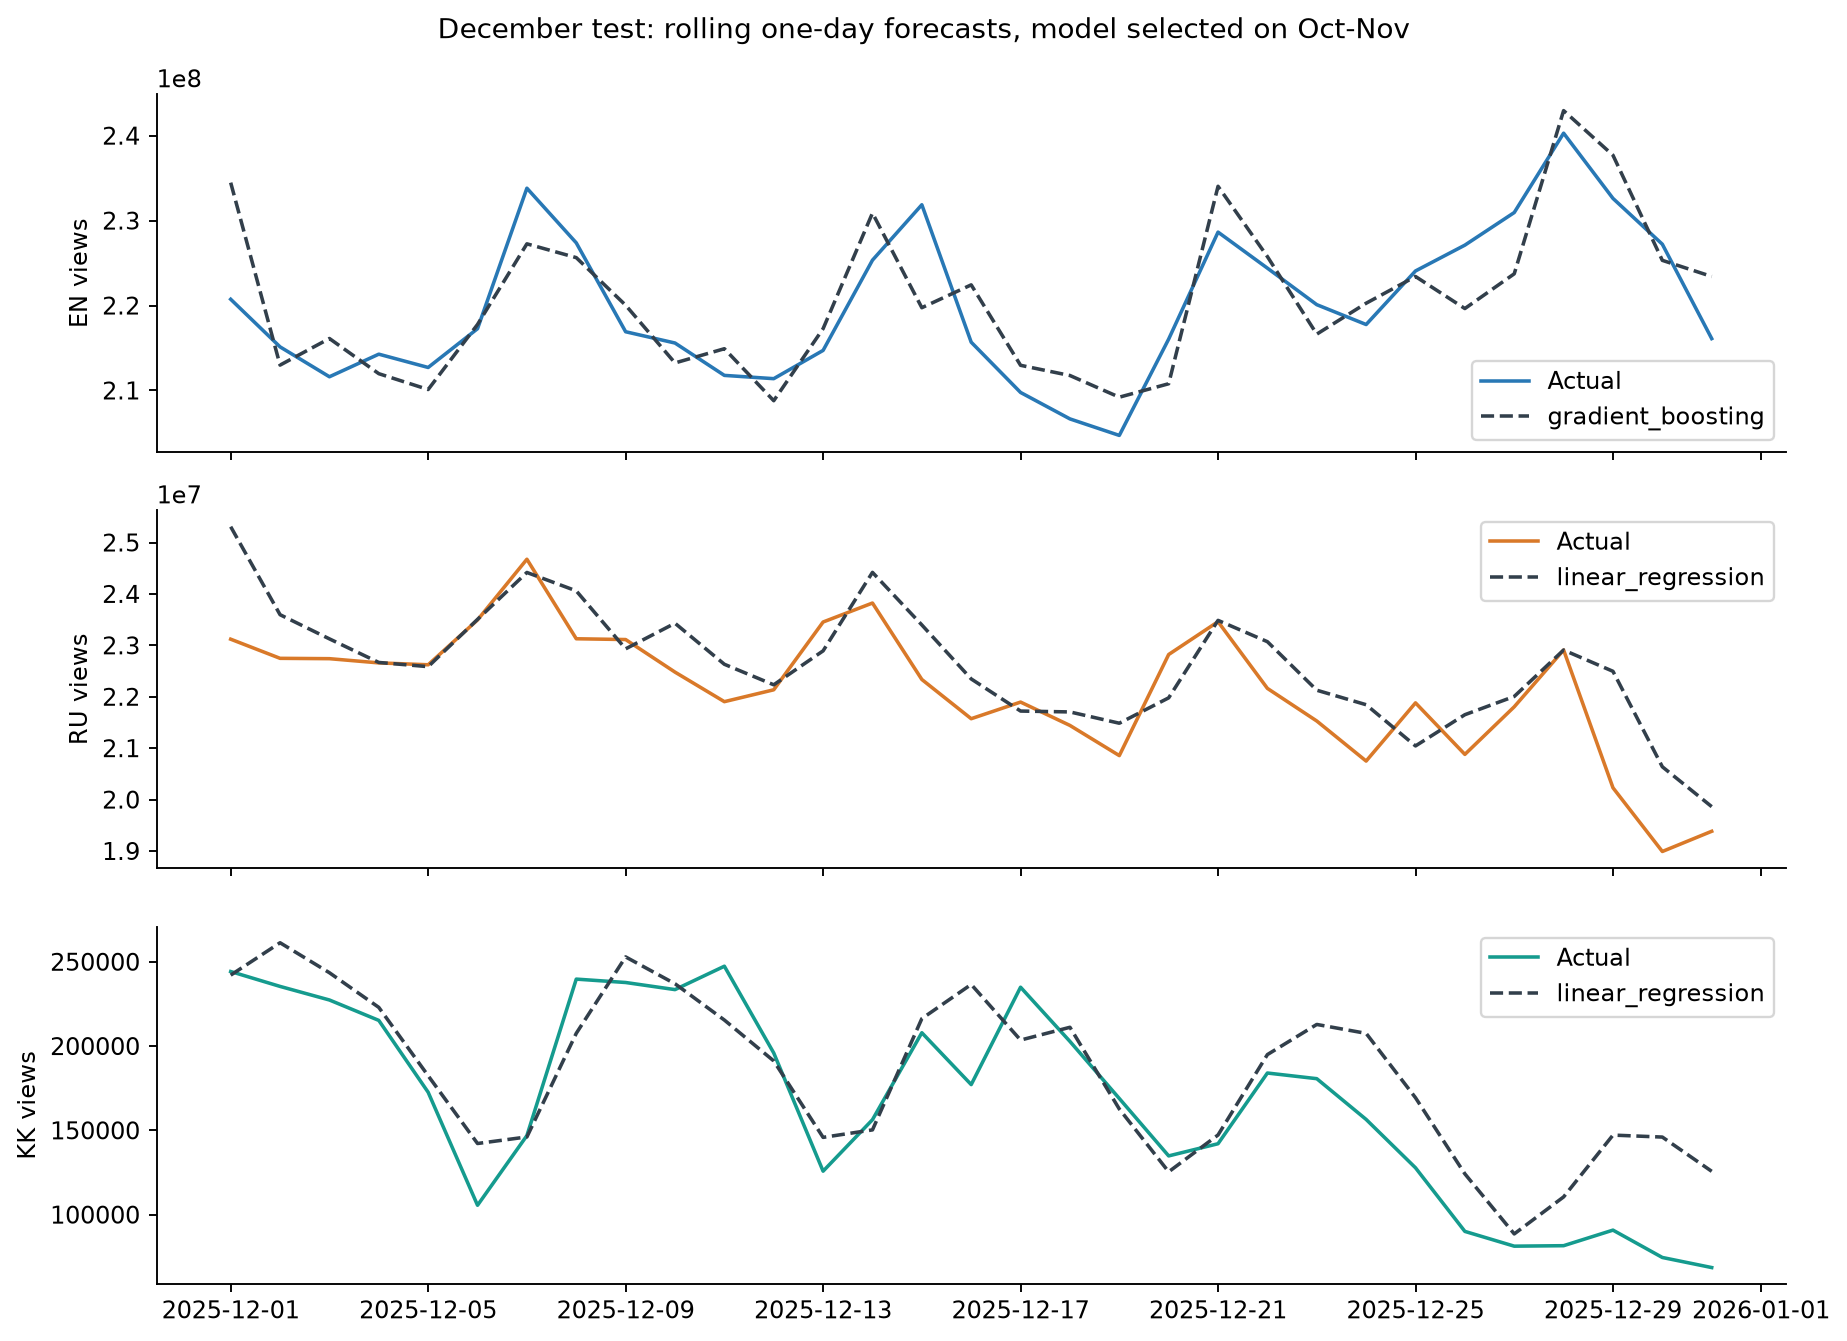 December test: rolling one-day forecasts, model selected on Oct-Nov
1e8
2.4
2.3
2.2
2.1
EN views
Actual
gradient_boosting
1e7
2.5
2.4
2.3
2.2
2.1
2.0
1.9
RU views
Actual
linear_regression
250000
200000
150000
100000
KK views
Actual
linear_regression
2025-12-01 2025-12-05 2025-12-09 2025-12-13 2025-12-17 2025-12-21 2025-12-25 2025-12-29 2026-01-01